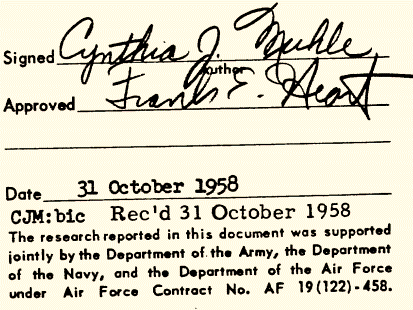 Signed Cynthia J. Muhle
Author
Approved Frank E. Heart
Date 31 October 1958
CJM:bic Rec'd 31 October 1958
The research reported in this document was supported
jointly by the Department of the Army, the Department
of the Navy, and the Department of the Air Force
under Air Force Contract No. AF 19(122)-458.